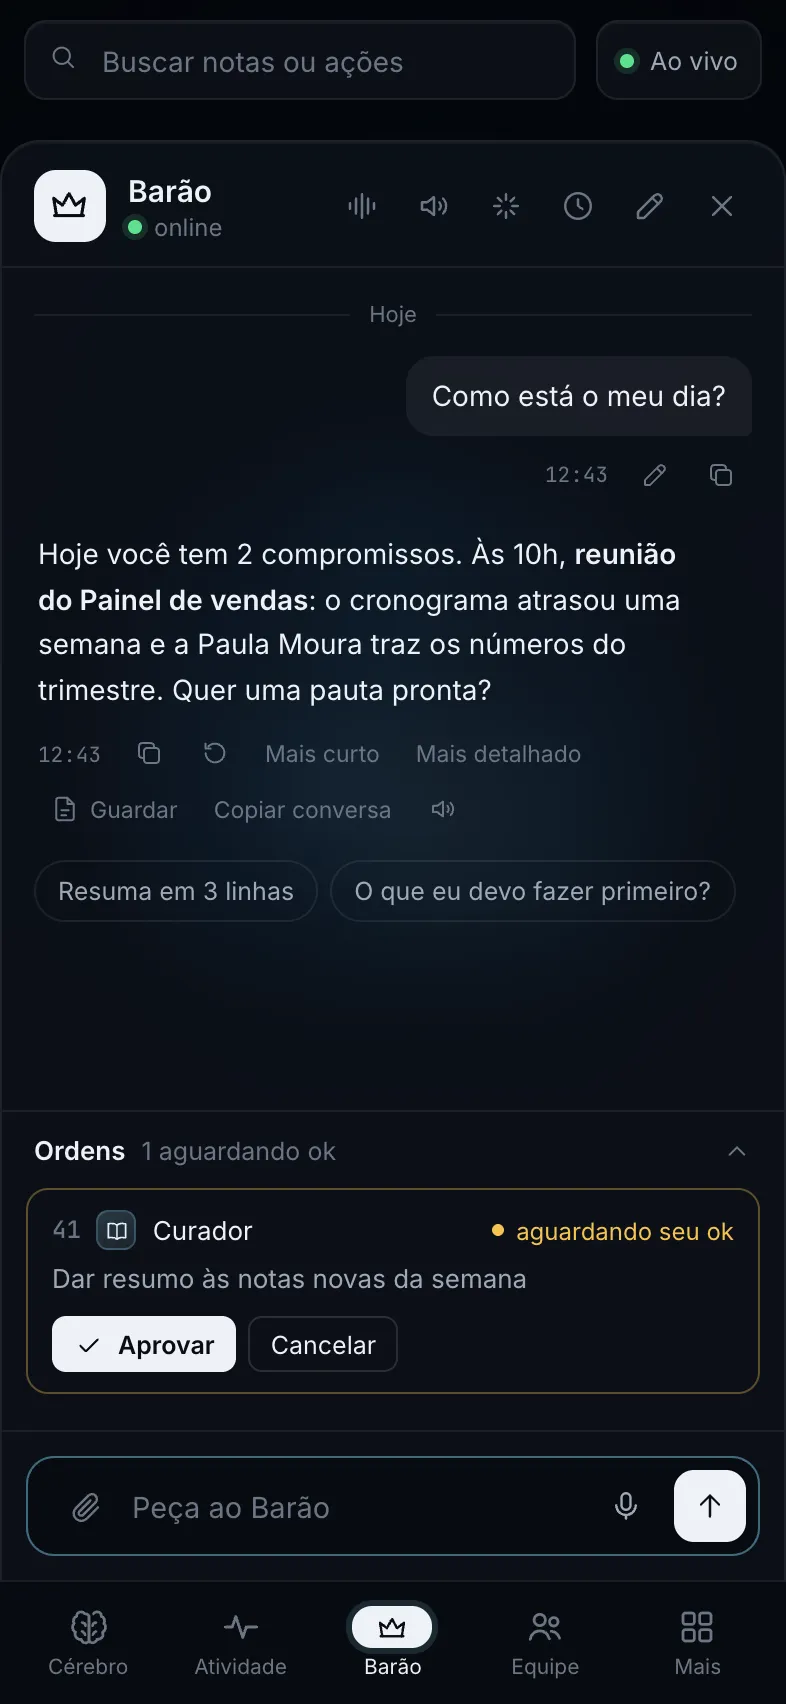 Buscar notas ou ações
Ao vivo
Barão
online
Hoje
Como está o meu dia?
12:43
Hoje você tem 2 compromissos. Às 10h, reunião
do Painel de vendas: o cronograma atrasou uma
semana e a Paula Moura traz os números do
trimestre. Quer uma pauta pronta?
12:43 Mais curto Mais detalhado
Guardar Copiar conversa
Resuma em 3 linhas
O que eu devo fazer primeiro?
Ordens 1 aguardando ok
41 Curador aguardando seu ok
Dar resumo às notas novas da semana
Aprovar Cancelar
Peça ao Barão
Cérebro Atividade Barão Equipe Mais